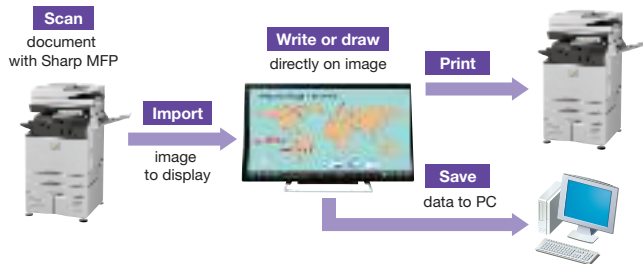 Scan
document
with Sharp MFP
Import
image
to display
Write or draw
directly on image
Print
Save
data to PC